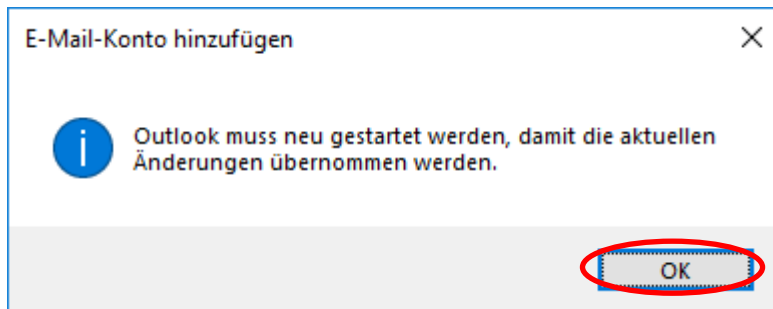 E-Mail-Konto hinzufügen
Outlook muss neu gestartet werden, damit die aktuellen
Änderungen übernommen werden.
OK